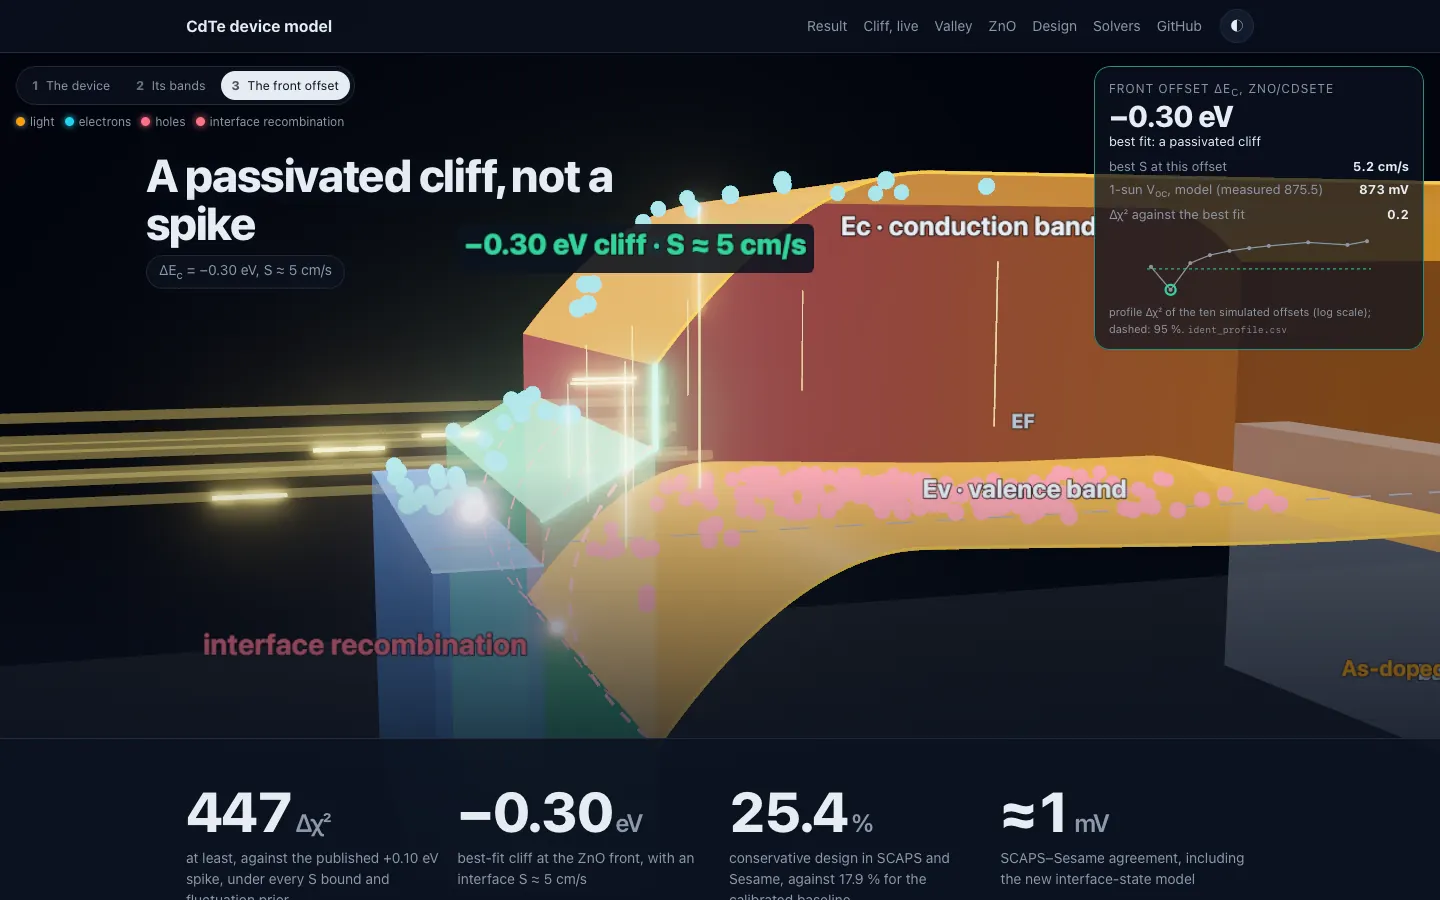 CdTe device model
Result Cliff, live Valley ZnO Design Solvers GitHub
1 The device 2 Its bands 3 The front offset
light electrons holes interface recombination
A passivated cliff, not a
spike
ΔEc = −0.30 eV, S ≈ 5 cm/s
−0.30 eV cliff · S ≈ 5 cm/s
Ec · conduction band
FRONT OFFSET ΔEC, ZNO/CDSETE
−0.30 eV
best fit: a passivated cliff
best S at this offset 5.2 cm/s
1-sun Voc, model (measured 875.5) 873 mV
Δχ² against the best fit 0.2
profile Δχ² of the ten simulated offsets (log scale);
dashed: 95 %. ident_profile.csv
EF
Ev · valence band
interface recombination
As-doped
447 Δχ²
at least, against the published +0.10 eV
spike, under every S bound and
fluctuation prior
−0.30 eV
best-fit cliff at the ZnO front, with an
interface S ≈ 5 cm/s
25.4 %
conservative design in SCAPS and
Sesame, against 17.9 % for the
calibrated baseline
≈1 mV
SCAPS–Sesame agreement, including
the new interface-state model